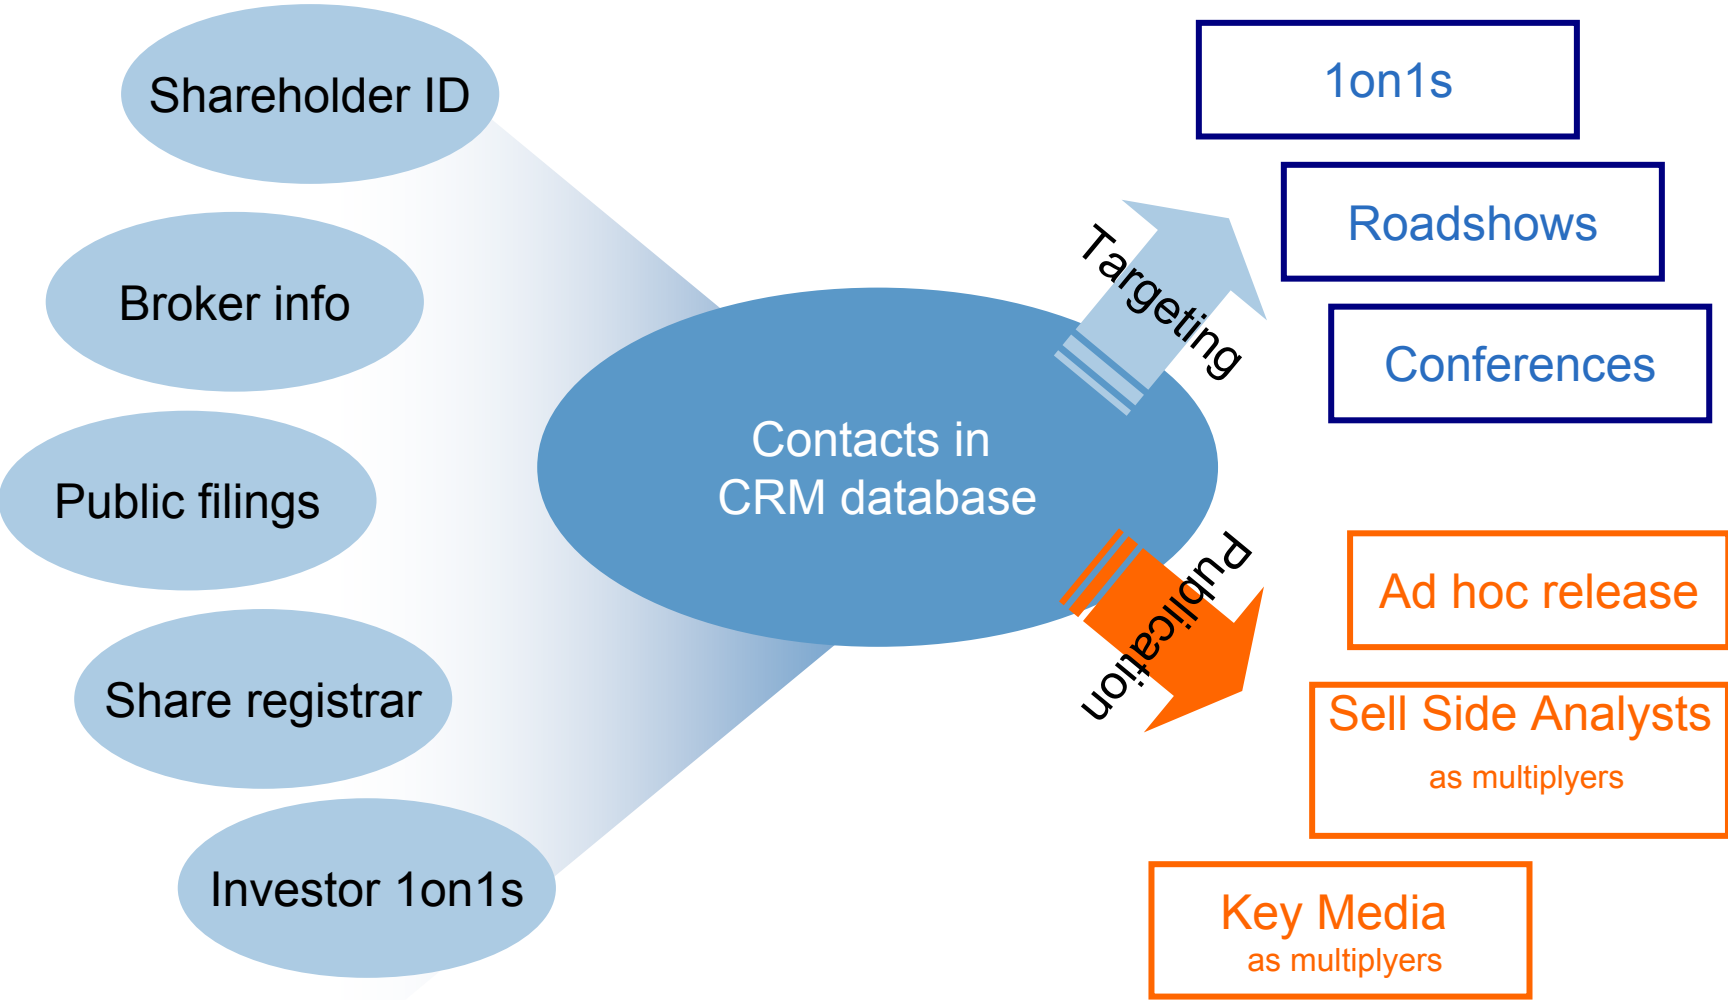 Shareholder ID
Broker info
Public filings
Share registrar
Investor 1on1s
Contacts in
CRM database
Targeting
Publication
1on1s
Roadshows
Conferences
Ad hoc release
Sell Side Analysts
as multiplyers
Key Media
as multiplyers